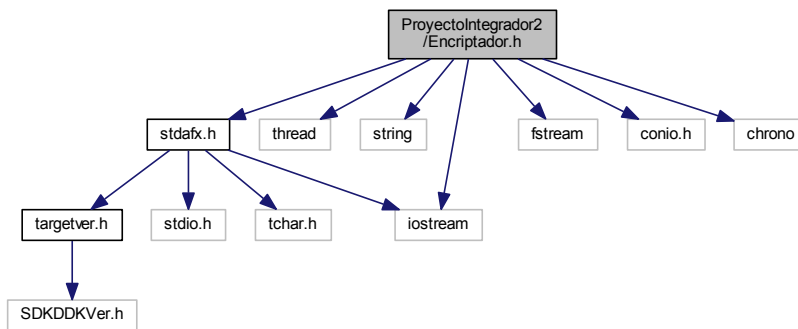 ProyectoIntegrador2
/Encriptador.h
stdafx.h
thread
string
fstream
conio.h
chrono
targetver.h
stdio.h
tchar.h
iostream
SDKDDKVer.h